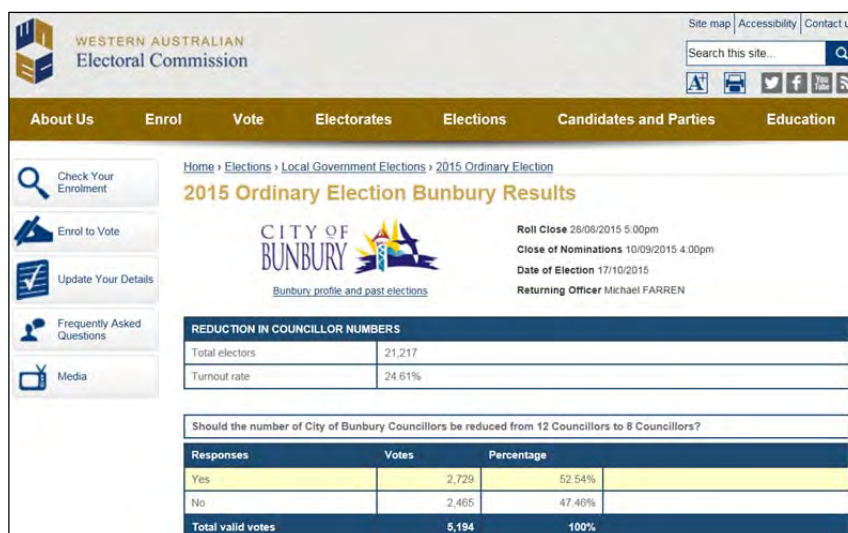 Site map Accessibility Contact u
WESTERN AUSTRALIAN
Electoral Commission
Search this site...
A+
You Tube
About Us Enrol Vote Electorates Elections Candidates and Parties Education
Check Your Enrolment
Enrol to Vote
Update Your Details
Frequently Asked Questions
Media
Home › Elections › Local Government Elections › 2015 Ordinary Election
2015 Ordinary Election Bunbury Results
CITY OF
BUNBURY
Bunbury profile and past elections
Roll Close 28/08/2015 5:00pm
Close of Nominations 10/09/2015 4:00pm
Date of Election 17/10/2015
Returning Officer Michael FARREN
REDUCTION IN COUNCILLOR NUMBERS
Total electors 21,217
Turnout rate 24.61%
Should the number of City of Bunbury Councillors be reduced from 12 Councillors to 8 Councillors?
Responses Votes Percentage
Yes 2,729 52.54%
No 2,465 47.46%
Total valid votes 5,194 100%